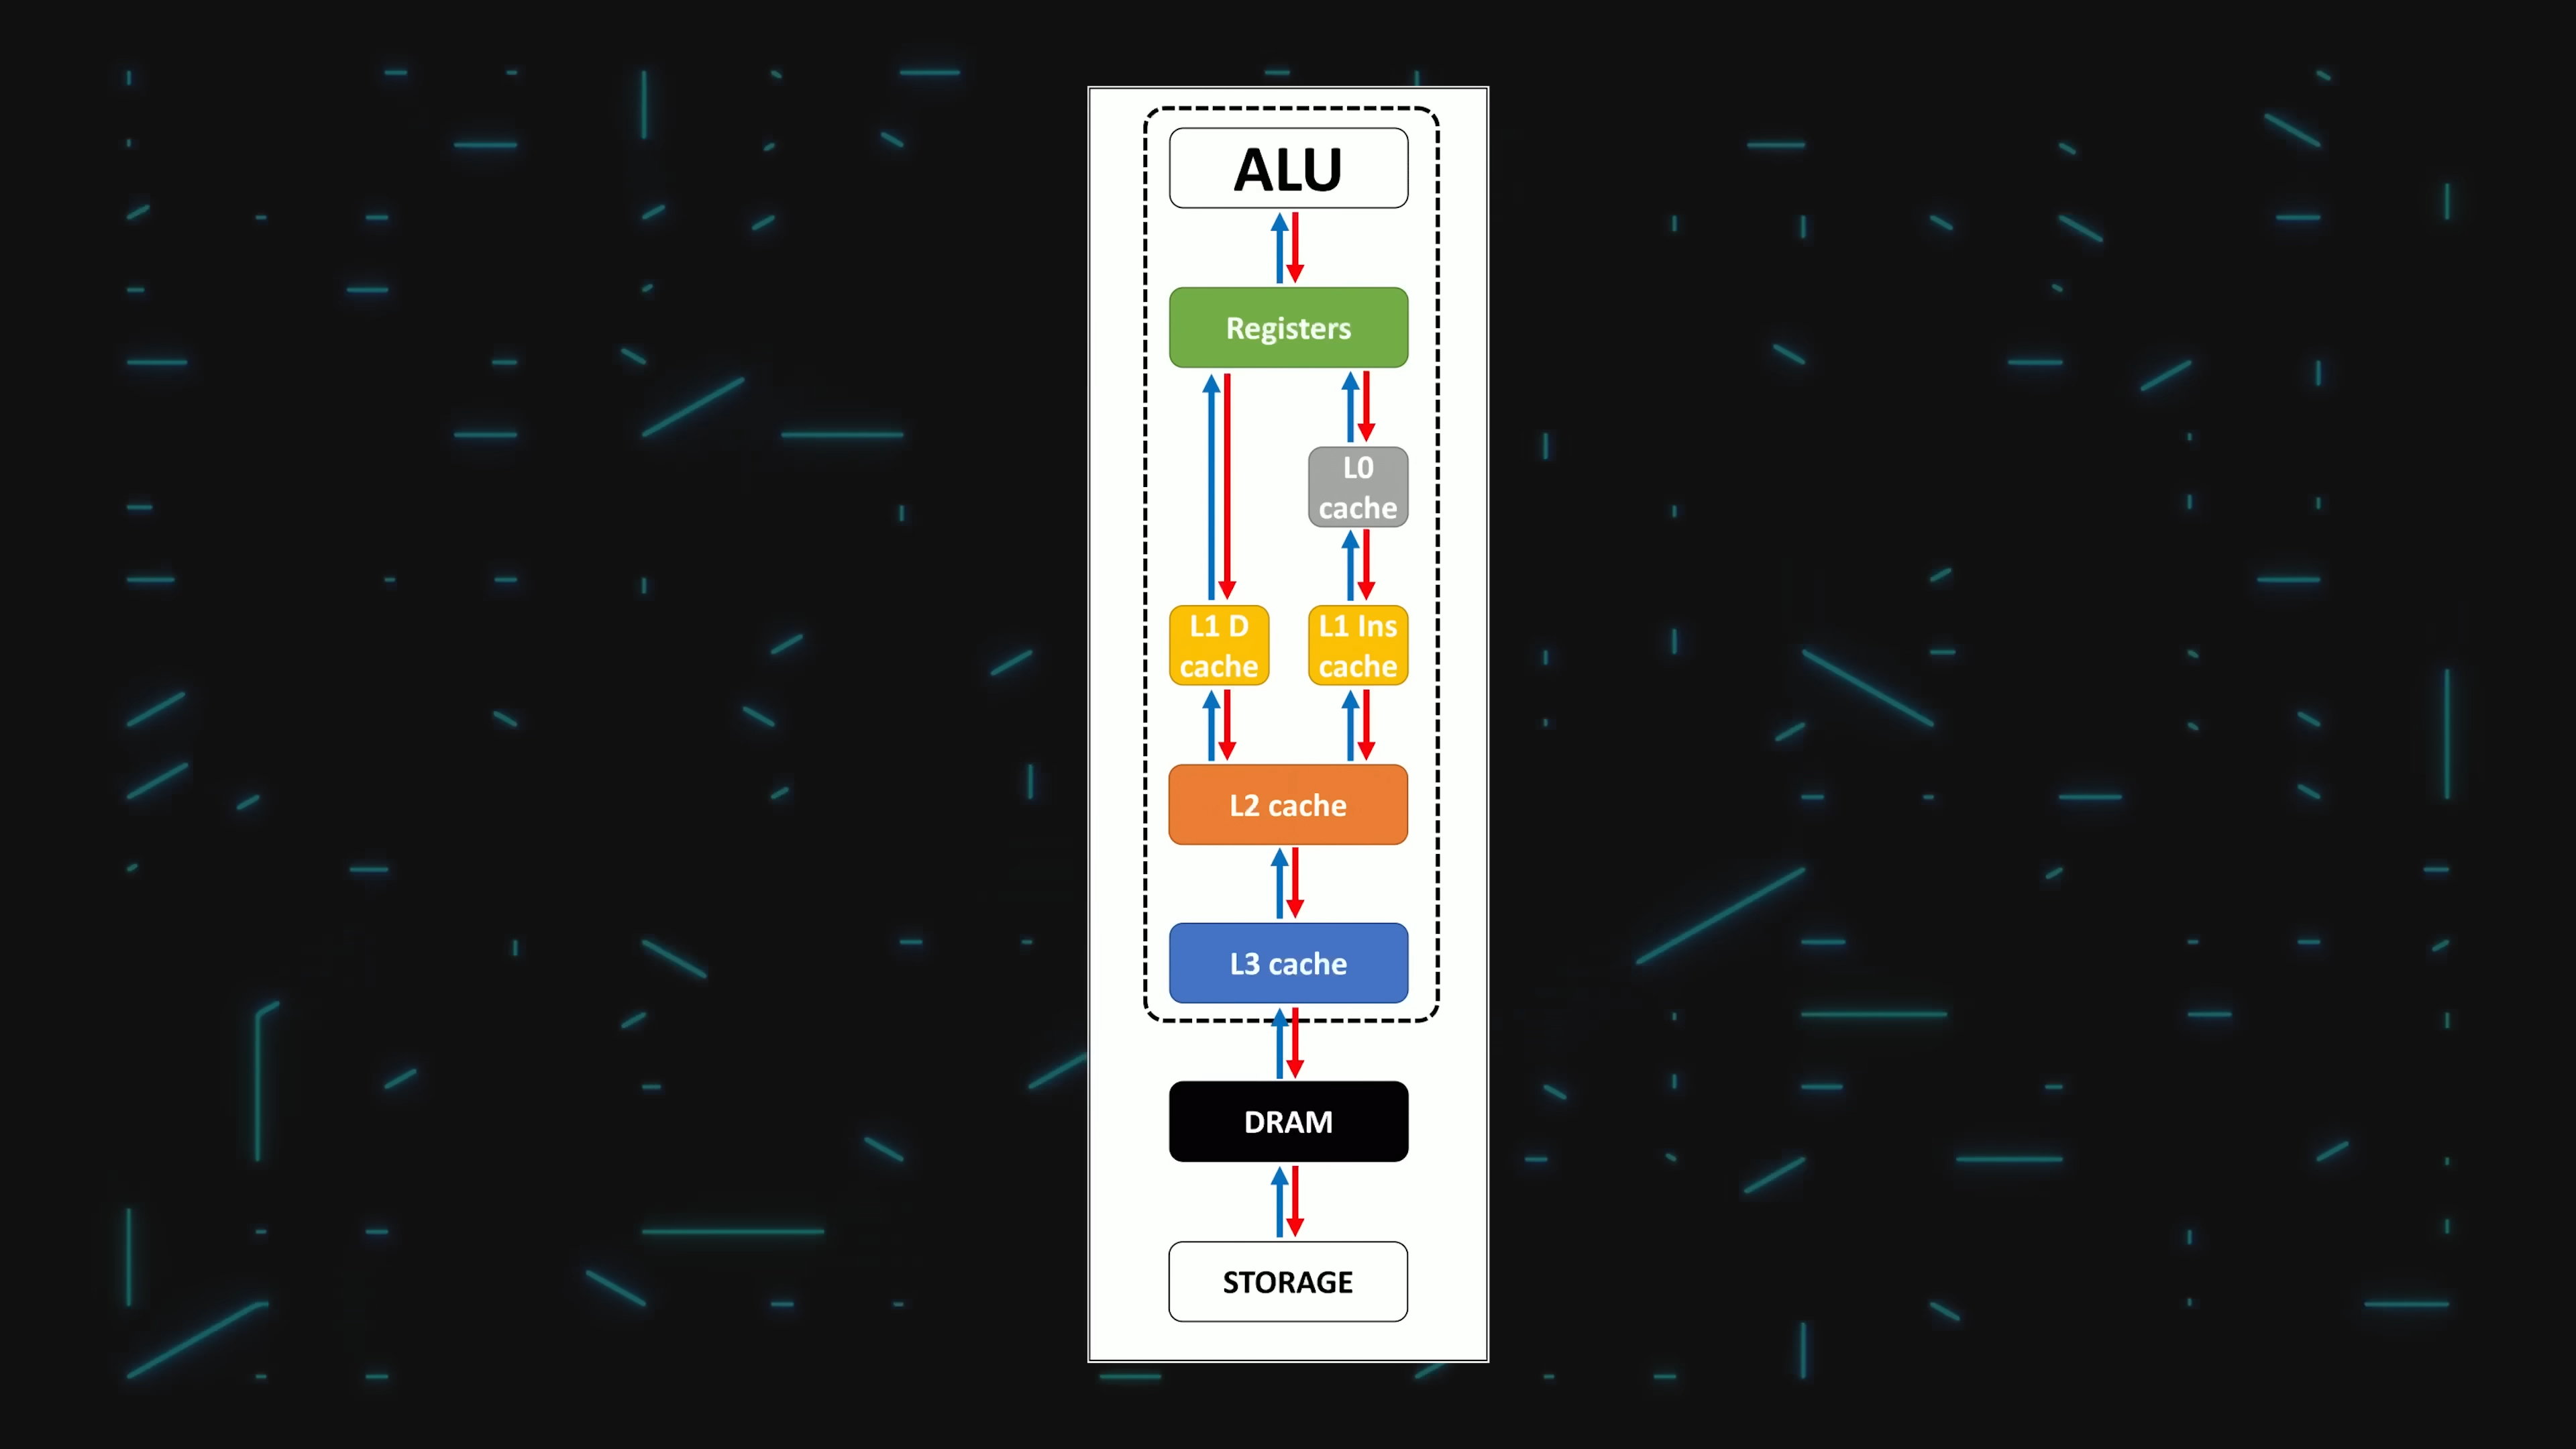 ALU
Registers
L0
cache
L1 D
cache
L1 Ins
cache
L2 cache
L3 cache
DRAM
STORAGE